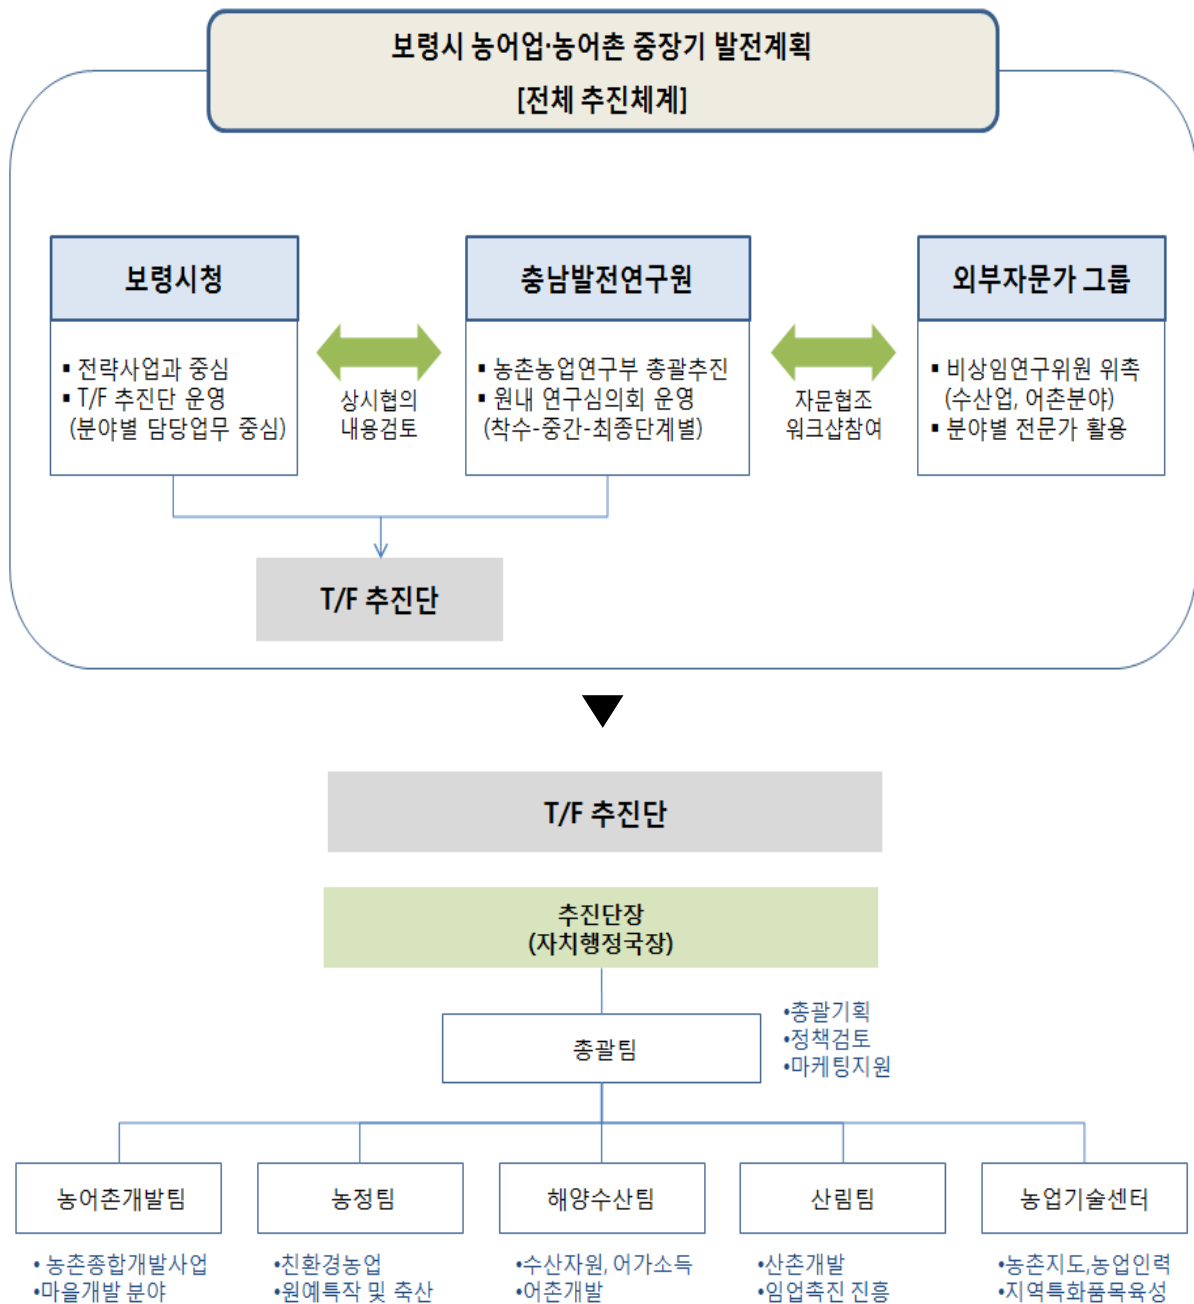 보령시 농어업·농어촌 중장기 발전계획
[전체 추진체계]
보령시청
▪ 전략사업과 중심
▪ T/F 추진단 운영
(분야별 담당업무 중심)
상시협의
내용검토
충남발전연구원
▪ 농촌농업연구부 총괄추진
▪ 원내 연구심의회 운영
(착수-중간-최종단계별)
자문협조
워크샵참여
외부자문가 그룹
▪ 비상임연구위원 위촉
(수산업, 어촌분야)
▪ 분야별 전문가 활용
T/F 추진단
T/F 추진단
추진단장
(자치행정국장)
총괄팀
•총괄기획
•정책검토
•마케팅지원
농어촌개발팀
• 농촌종합개발사업
•마을개발 분야
농정팀
•친환경농업
•원예특작 및 축산
해양수산팀
•수산자원, 어가소득
•어촌개발
산림팀
•산촌개발
•임업촉진 진흥
농업기술센터
•농촌지도,농업인력
•지역특화품목육성